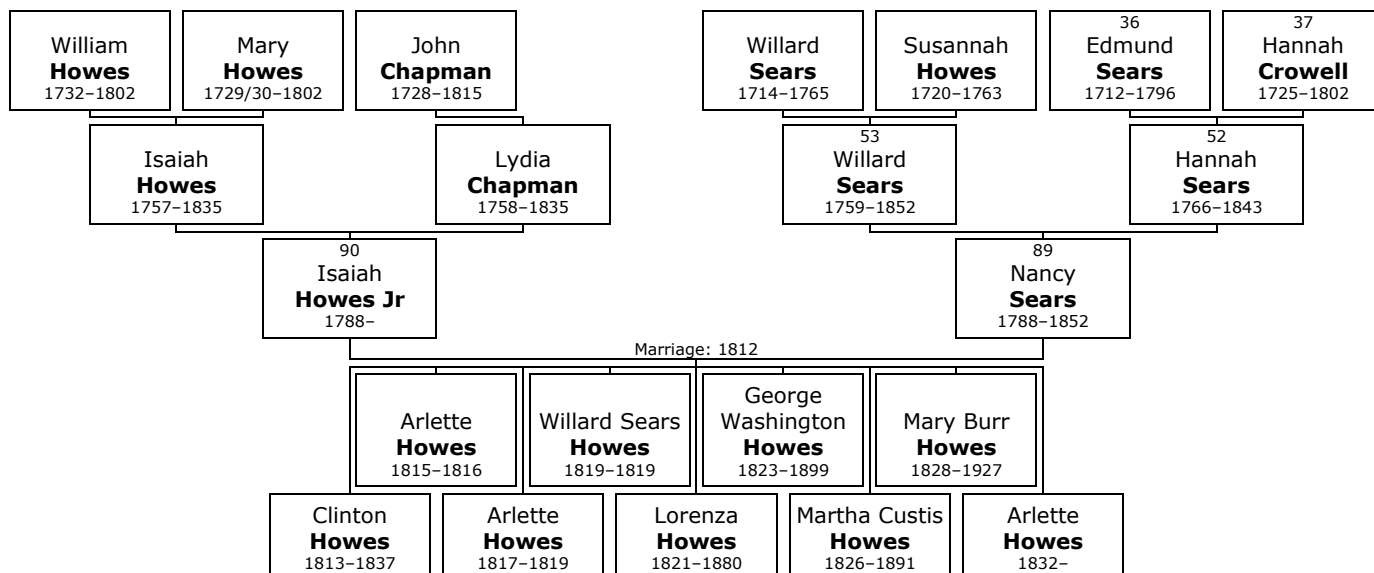 William
Howes
1732–1802
Mary
Howes
1729/30–1802
John
Chapman
1728–1815
Willard
Sears
1714–1765
Susannah
Howes
1720–1763
36
Edmund
Sears
1712–1796
37
Hannah
Crowell
1725–1802
Isaiah
Howes
1757–1835
Lydia
Chapman
1758–1835
53
Willard
Sears
1759–1852
52
Hannah
Sears
1766–1843
90
Isaiah
Howes Jr
1788–
89
Nancy
Sears
1788–1852
Marriage: 1812
Arlette
Howes
1815–1816
Willard Sears
Howes
1819–1819
George
Washington
Howes
1823–1899
Mary Burr
Howes
1828–1927
Clinton
Howes
1813–1837
Arlette
Howes
1817–1819
Lorenza
Howes
1821–1880
Martha Custis
Howes
1826–1891
Arlette
Howes
1832–